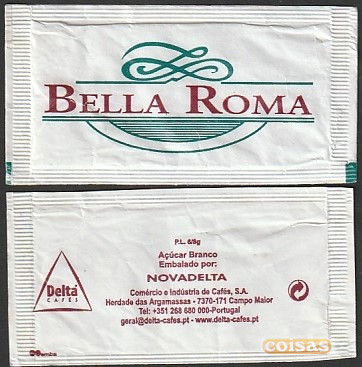 BELLA ROMA
P.L. 6/8g
Açúcar Branco
Embalado por:
NOVADELTA
Comércio e Indústria de Cafés, S.A.
Herdade das Argamassas - 7370-171 Campo Maior
Tel: +351 268 680 000-Portugal
geral@delta-cafes.pt - www.delta-cafes.pt
Delta
CAFÉS
coisas